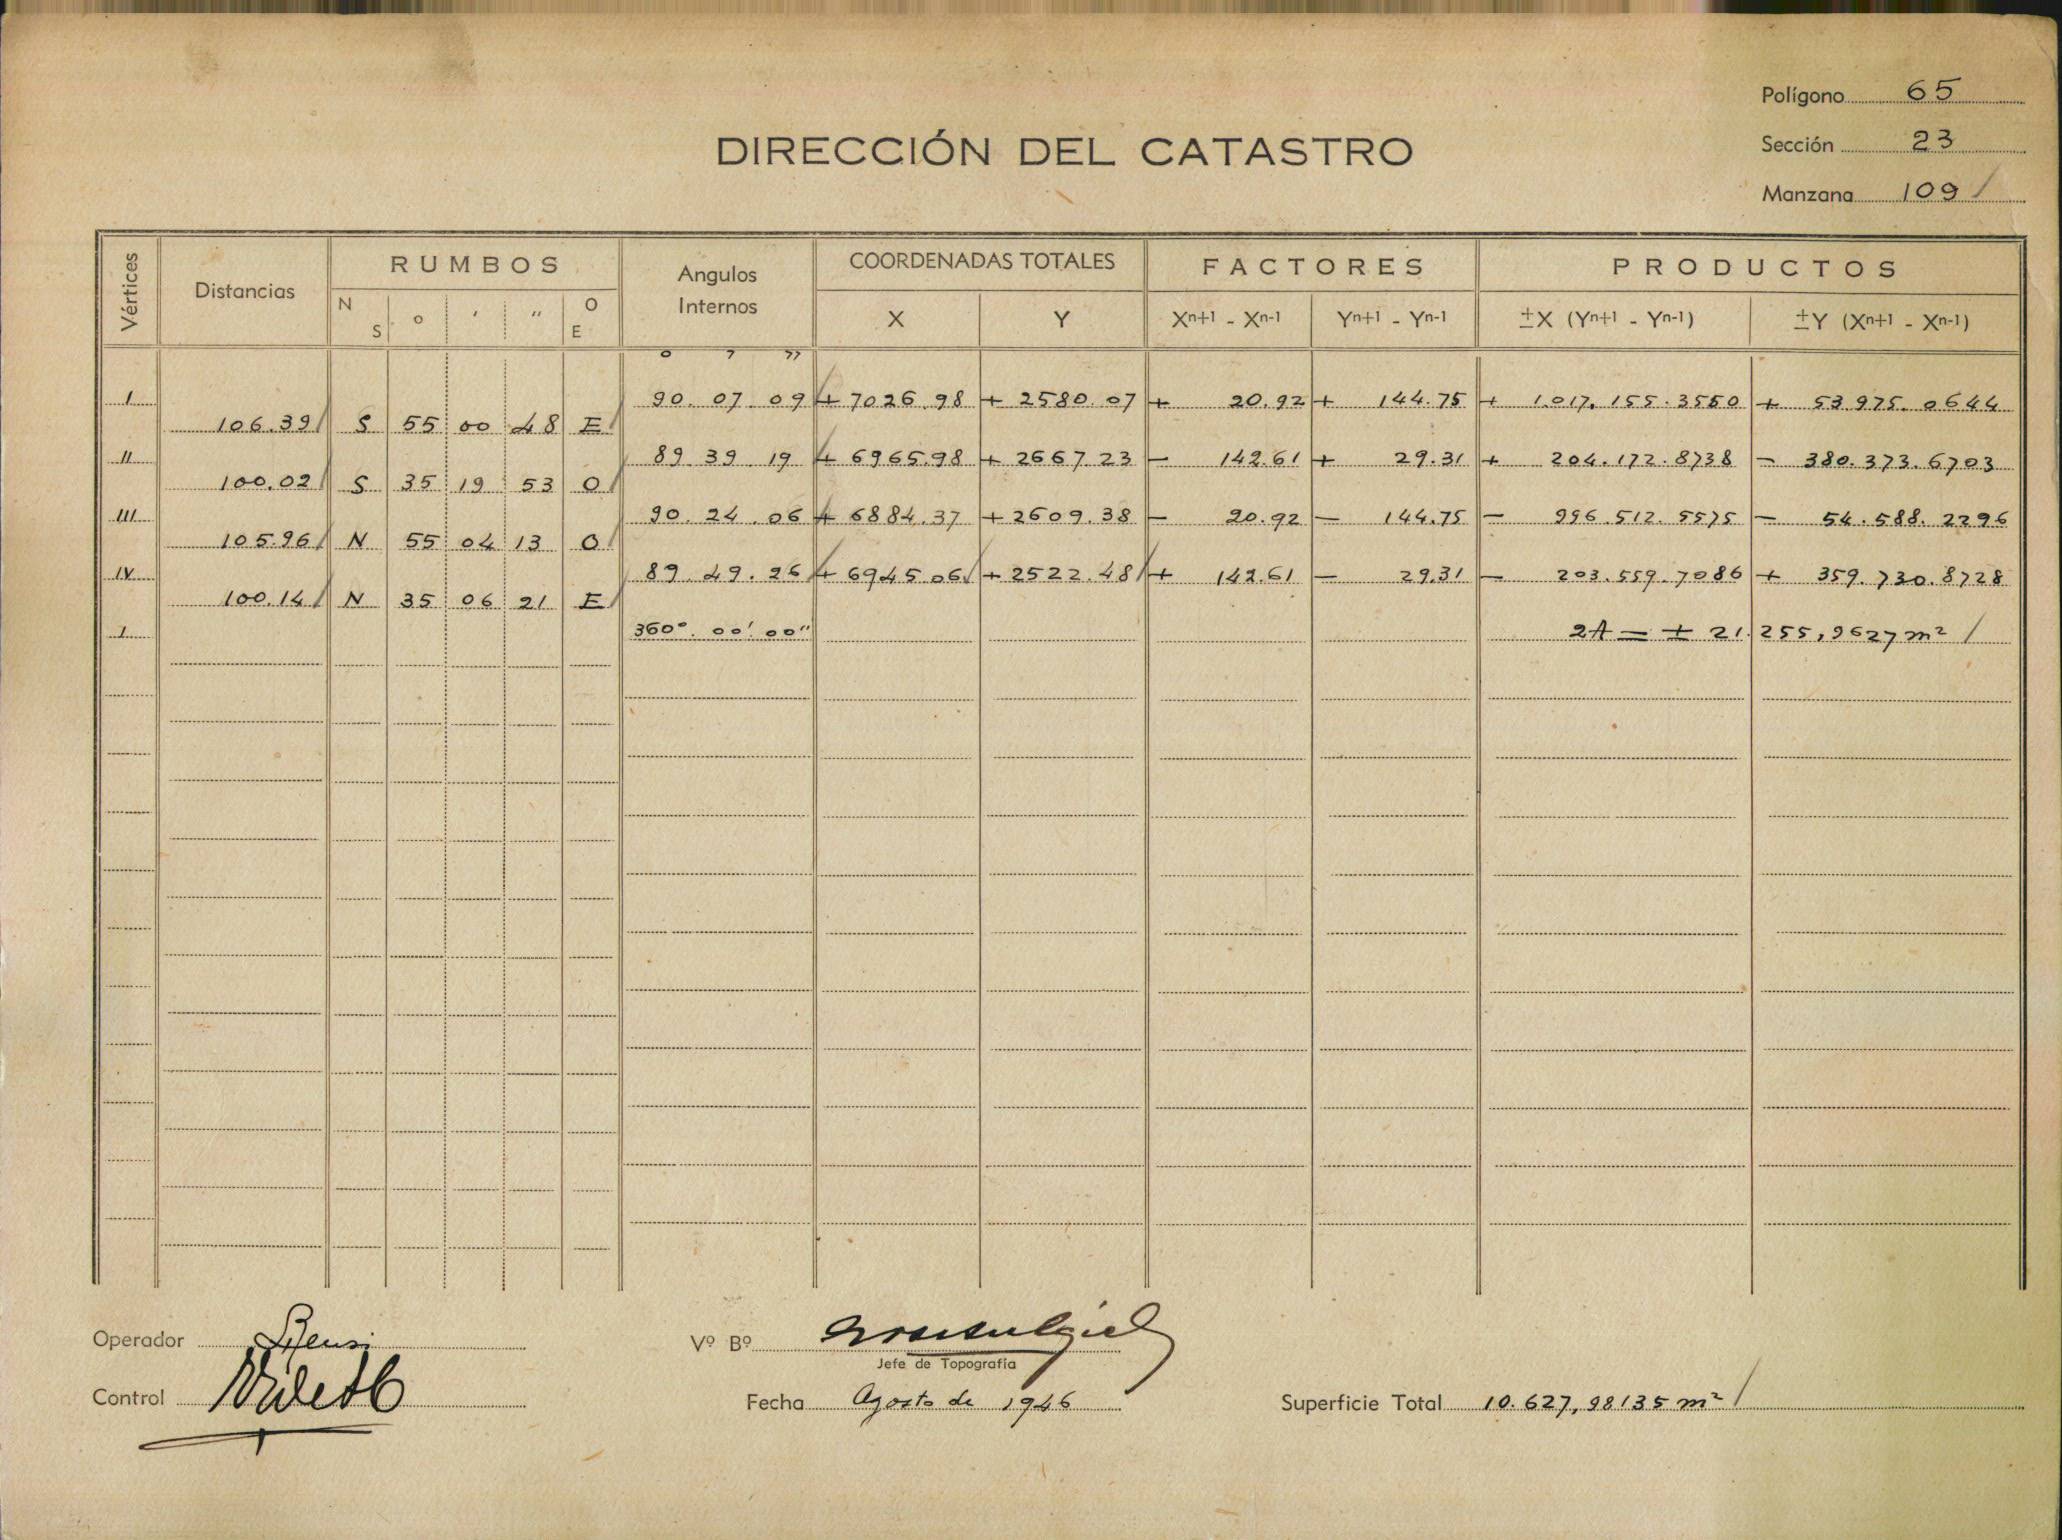 Polígono 65
DIRECCIÓN DEL CATASTRO
Sección 23
Manzana 109 /
Vértices Distancias RUMBOS Angulos Internos COORDENADAS TOTALES FACTORES PRODUCTOS
N S ° ' " O E X Y Xn+1 - Xn-1 Yn+1 - Yn-1 ±X (Yn+1 - Yn-1) ±Y (Xn+1 - Xn-1)
° ' "
I 90. 07 09 + 7026.98 + 2580.07 + 20.92 + 144.75 + 1.017.155.3550 + 53.975.0644
106.39 / S 55 00 48 E /
II 89 39 19 + 6965.98 + 2667.23 - 142.61 + 29.31 + 204.172.8738 - 380.373.6703
100.02 / S 35 19 53 O /
III 90. 24. 06 + 6884.37 + 2609.38 - 20.92 - 144.75 - 996.512.5575 - 54.588.2296
105.96 / N 55 04 13 O /
IV 89 49. 26 + 6945.06 / + 2522.48 / + 142.61 - 29.31 - 203.559.7086 + 359.730.8728
100.14 / N 35 06 21 E /
I 360°. 00' 00" 2A = ± 21.255,9627 m² /
Operador
Vº Bº
Jefe de Topografía
Control
Fecha Agosto de 1946
Superficie Total 10.627,98135 m² /